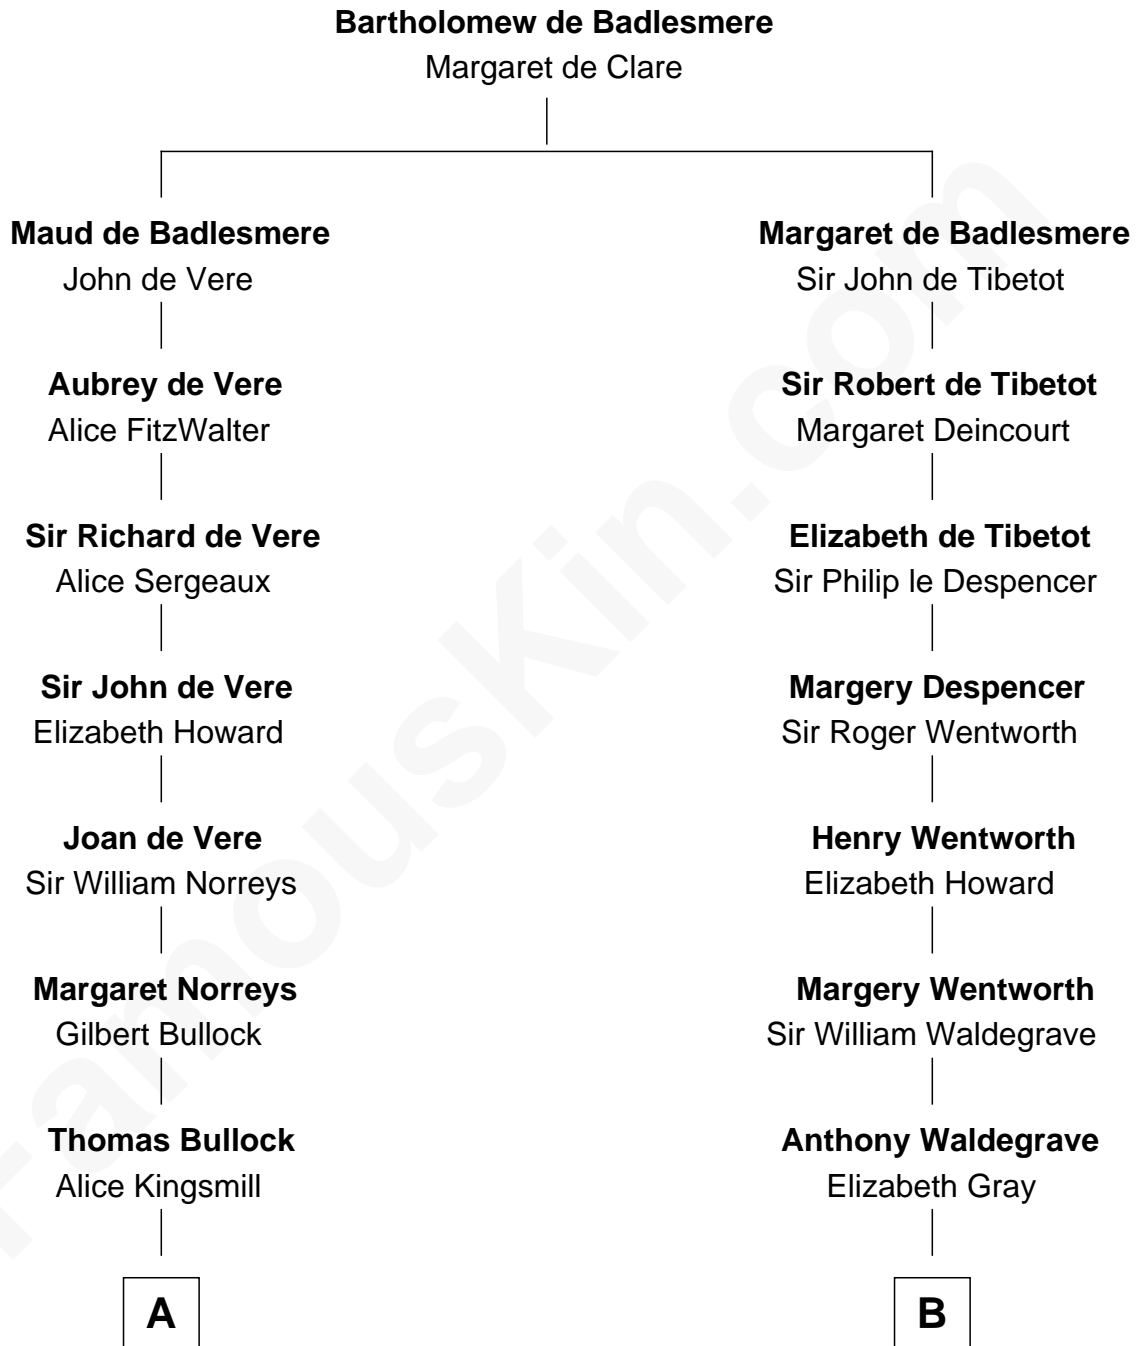 Bartholomew de Badlesmere
Margaret de Clare
Maud de Badlesmere
John de Vere
Margaret de Badlesmere
Sir John de Tibetot
Aubrey de Vere
Alice FitzWalter
Sir Robert de Tibetot
Margaret Deincourt
Sir Richard de Vere
Alice Sergeaux
Elizabeth de Tibetot
Sir Philip le Despencer
Sir John de Vere
Elizabeth Howard
Margery Despencer
Sir Roger Wentworth
Joan de Vere
Sir William Norreys
Henry Wentworth
Elizabeth Howard
Margaret Norreys
Gilbert Bullock
Margery Wentworth
Sir William Waldegrave
Thomas Bullock
Alice Kingsmill
Anthony Waldegrave
Elizabeth Gray
A
B
FamousKin.com